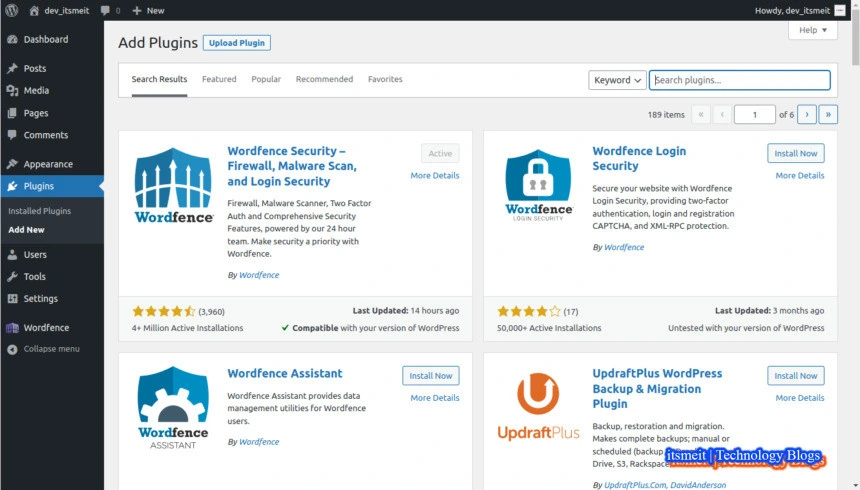 dev_itsmeit 0 New Howdy, dev_itsmeit
Help
Dashboard
Posts
Media
Pages
Comments
Appearance
Plugins
Installed Plugins
Add New
Users
Tools
Settings
Wordfence
Collapse menu
Add Plugins Upload Plugin
Search Results Featured Popular Recommended Favorites Keyword Search plugins...
189 items « ‹ 1 of 6 › »
Wordfence
Wordfence Security –
Firewall, Malware Scan,
and Login Security
Active
More Details
Firewall, Malware Scanner, Two Factor
Auth and Comprehensive Security
Features, powered by our 24 hour
team. Make security a priority with
Wordfence.
By Wordfence
(3,960)
Last Updated: 14 hours ago
4+ Million Active Installations
Compatible with your version of WordPress
Wordfence
LOGIN SECURITY
Wordfence Login
Security
Install Now
More Details
Secure your website with Wordfence
Login Security, providing two-factor
authentication, login and registration
CAPTCHA, and XML-RPC protection.
By Wordfence
(17)
Last Updated: 3 months ago
50,000+ Active Installations
Untested with your version of WordPress
Wordfence
ASSISTANT
Wordfence Assistant
Install Now
More Details
Wordfence Assistant provides data
management utilities for Wordfence
users.
By Wordfence
UpdraftPlus
UpdraftPlus WordPress
Backup & Migration
Plugin
Install Now
More Details
Backup, restoration and migration.
Makes complete backups; manual or
scheduled (backup
Drive, S3, Rackspace
By UpdraftPlus.Com, DavidAnderson
itsmeit | Technology Blogs